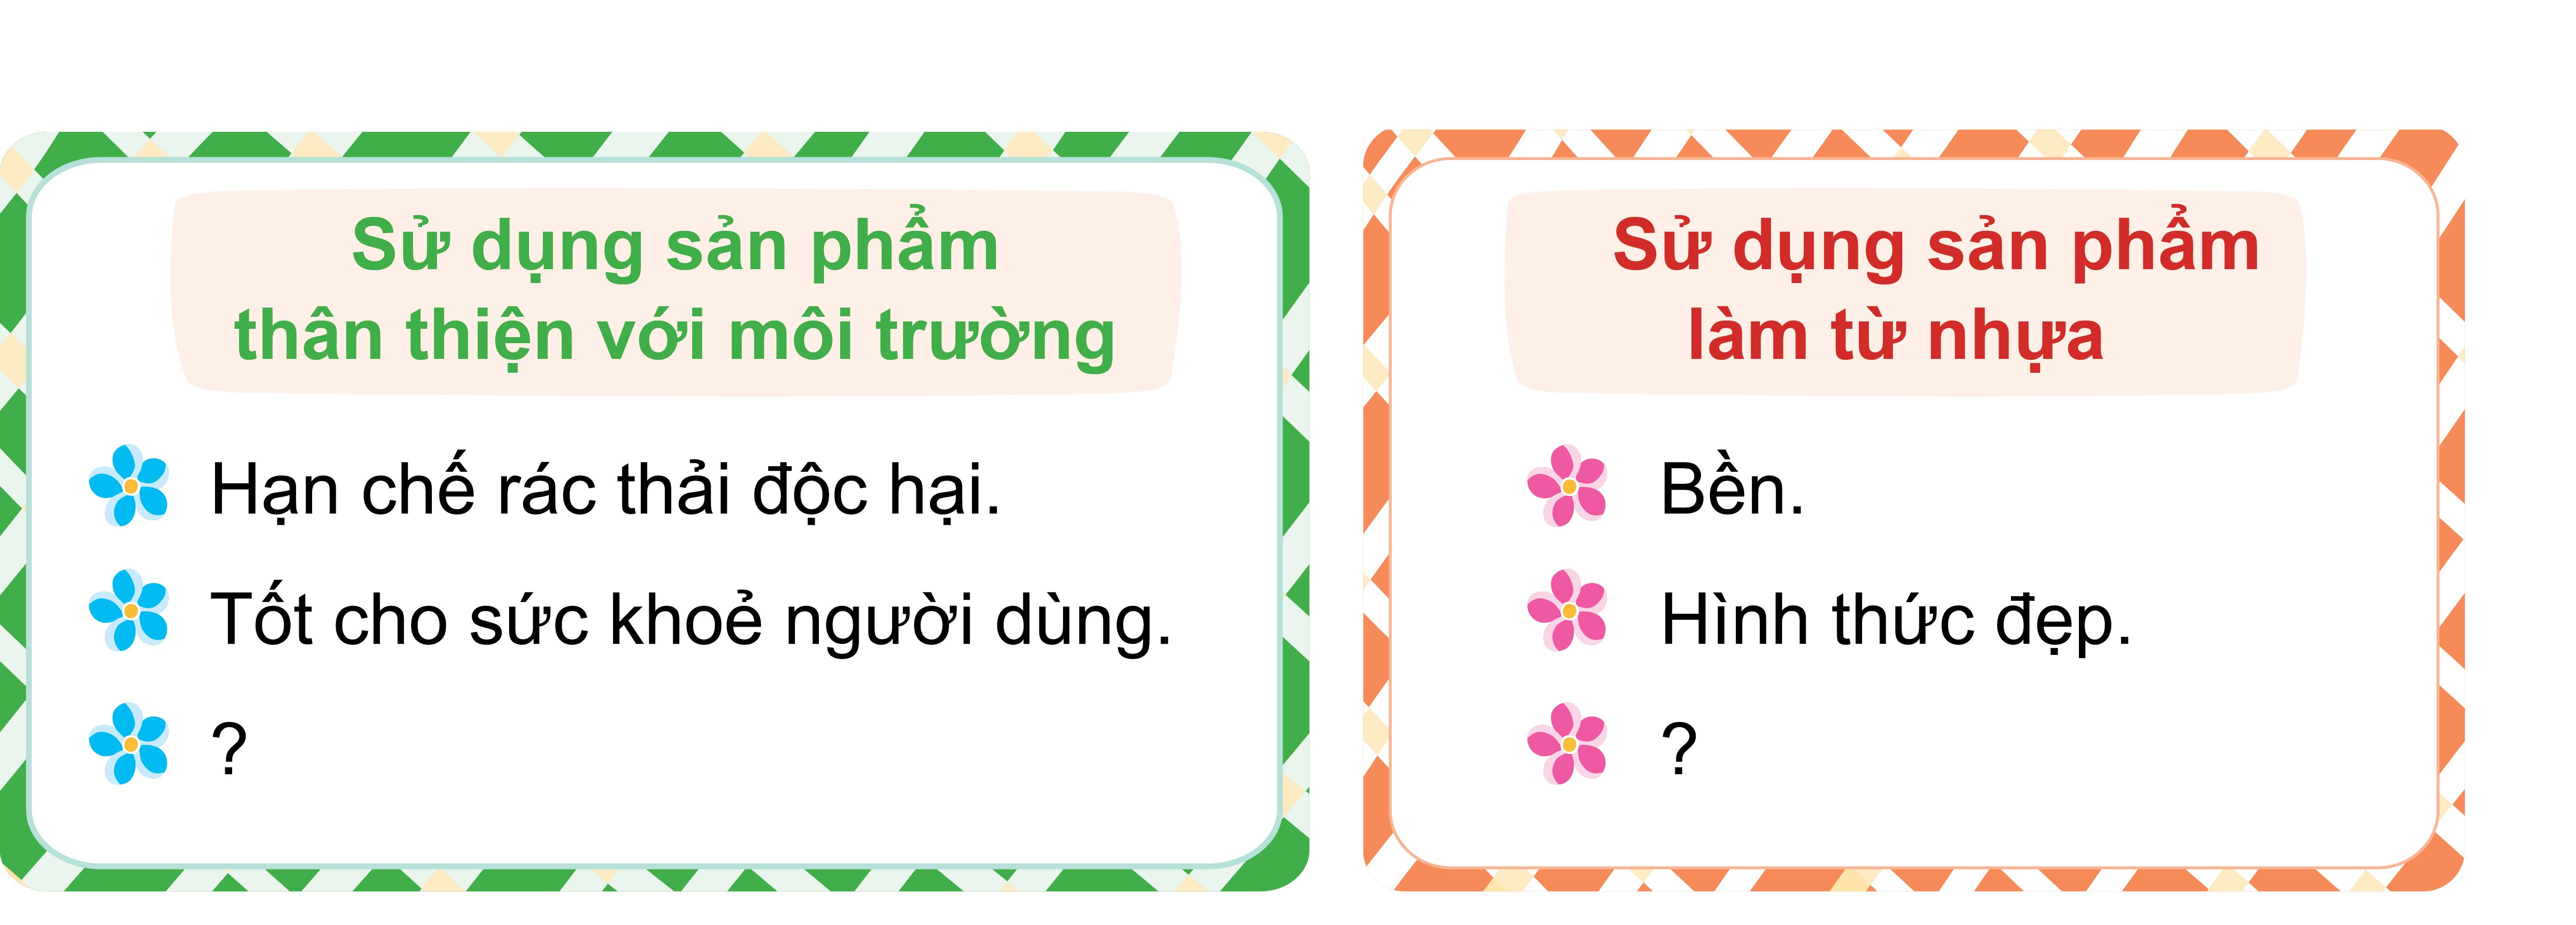 Sử dụng sản phẩm
thân thiện với môi trường
Hạn chế rác thải độc hại.
Tốt cho sức khoẻ người dùng.
?
Sử dụng sản phẩm
làm từ nhựa
Bền.
Hình thức đẹp.
?